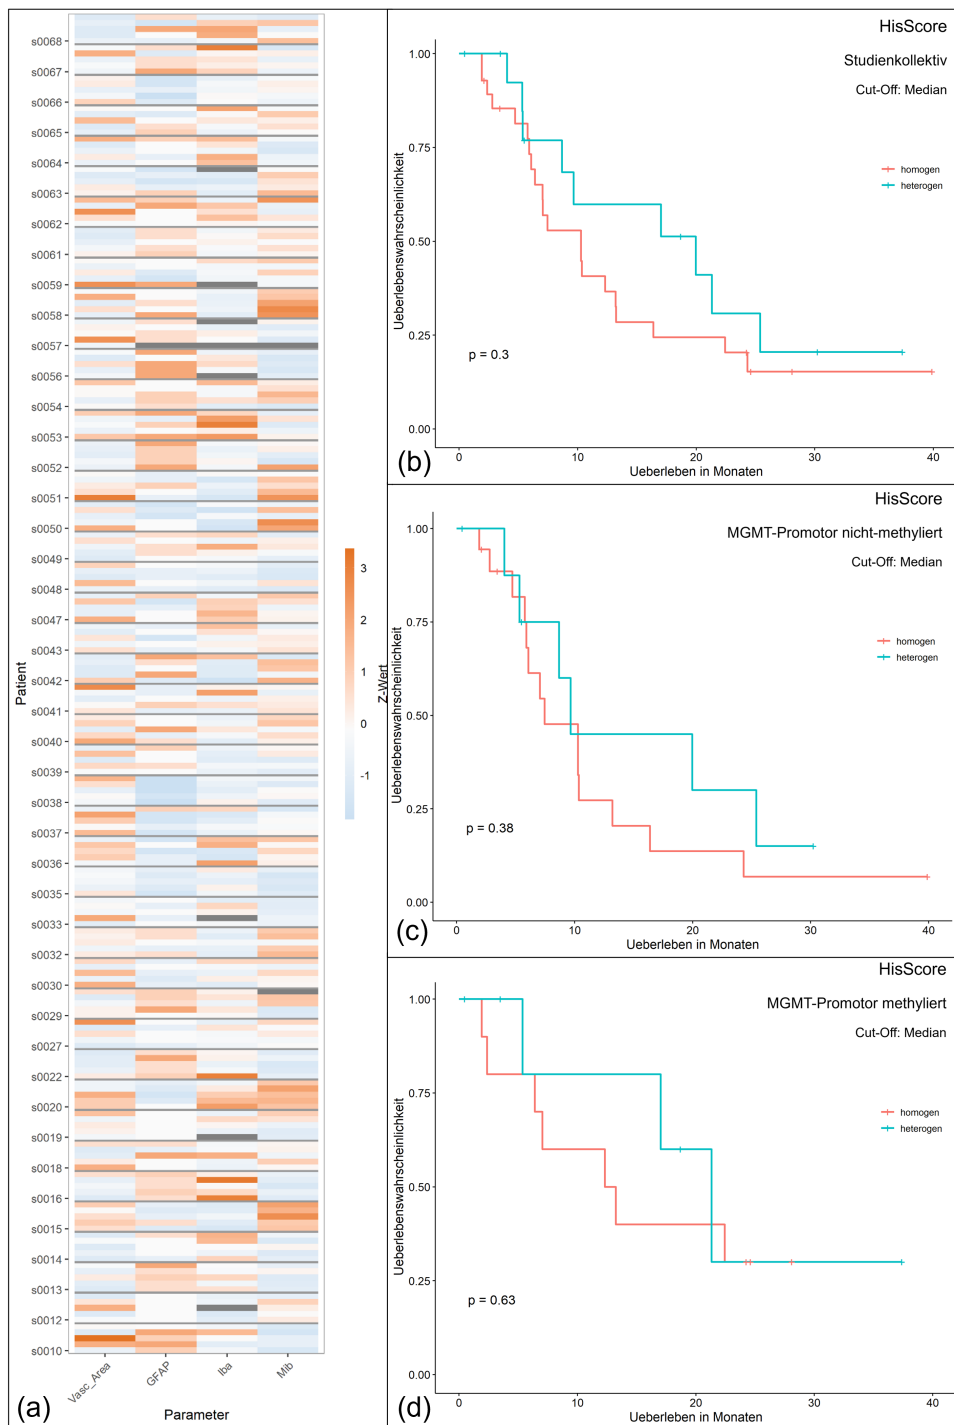 s0068
s0067
s0066
s0065
s0064
s0063
s0062
s0061
s0059
s0058
s0057
s0056
s0054
s0053
s0052
s0051
s0050
s0049
s0048
s0047
s0043
s0042
s0041
s0040
s0039
s0038
s0037
s0036
s0035
s0033
s0032
s0030
s0029
s0027
s0022
s0020
s0019
s0018
s0016
s0015
s0014
s0013
s0012
s0010
Patient
Vasc_Area
GFAP
Iba
Mib
Parameter
(a)
3
2
1
0
-1
Z-Wert
HisScore
Studienkollektiv
Cut-Off: Median
1.00
0.75
0.50
0.25
0.00
Ueberlebenswahrscheinlichkeit
homogen
heterogen
p = 0.3
0
10
20
30
40
Ueberleben in Monaten
(b)
HisScore
MGMT-Promotor nicht-methyliert
Cut-Off: Median
1.00
0.75
0.50
0.25
0.00
Ueberlebenswahrscheinlichkeit
homogen
heterogen
p = 0.38
0
10
20
30
40
Ueberleben in Monaten
(c)
HisScore
MGMT-Promotor methyliert
Cut-Off: Median
1.00
0.75
0.50
0.25
0.00
Ueberlebenswahrscheinlichkeit
homogen
heterogen
p = 0.63
0
10
20
30
40
Ueberleben in Monaten
(d)